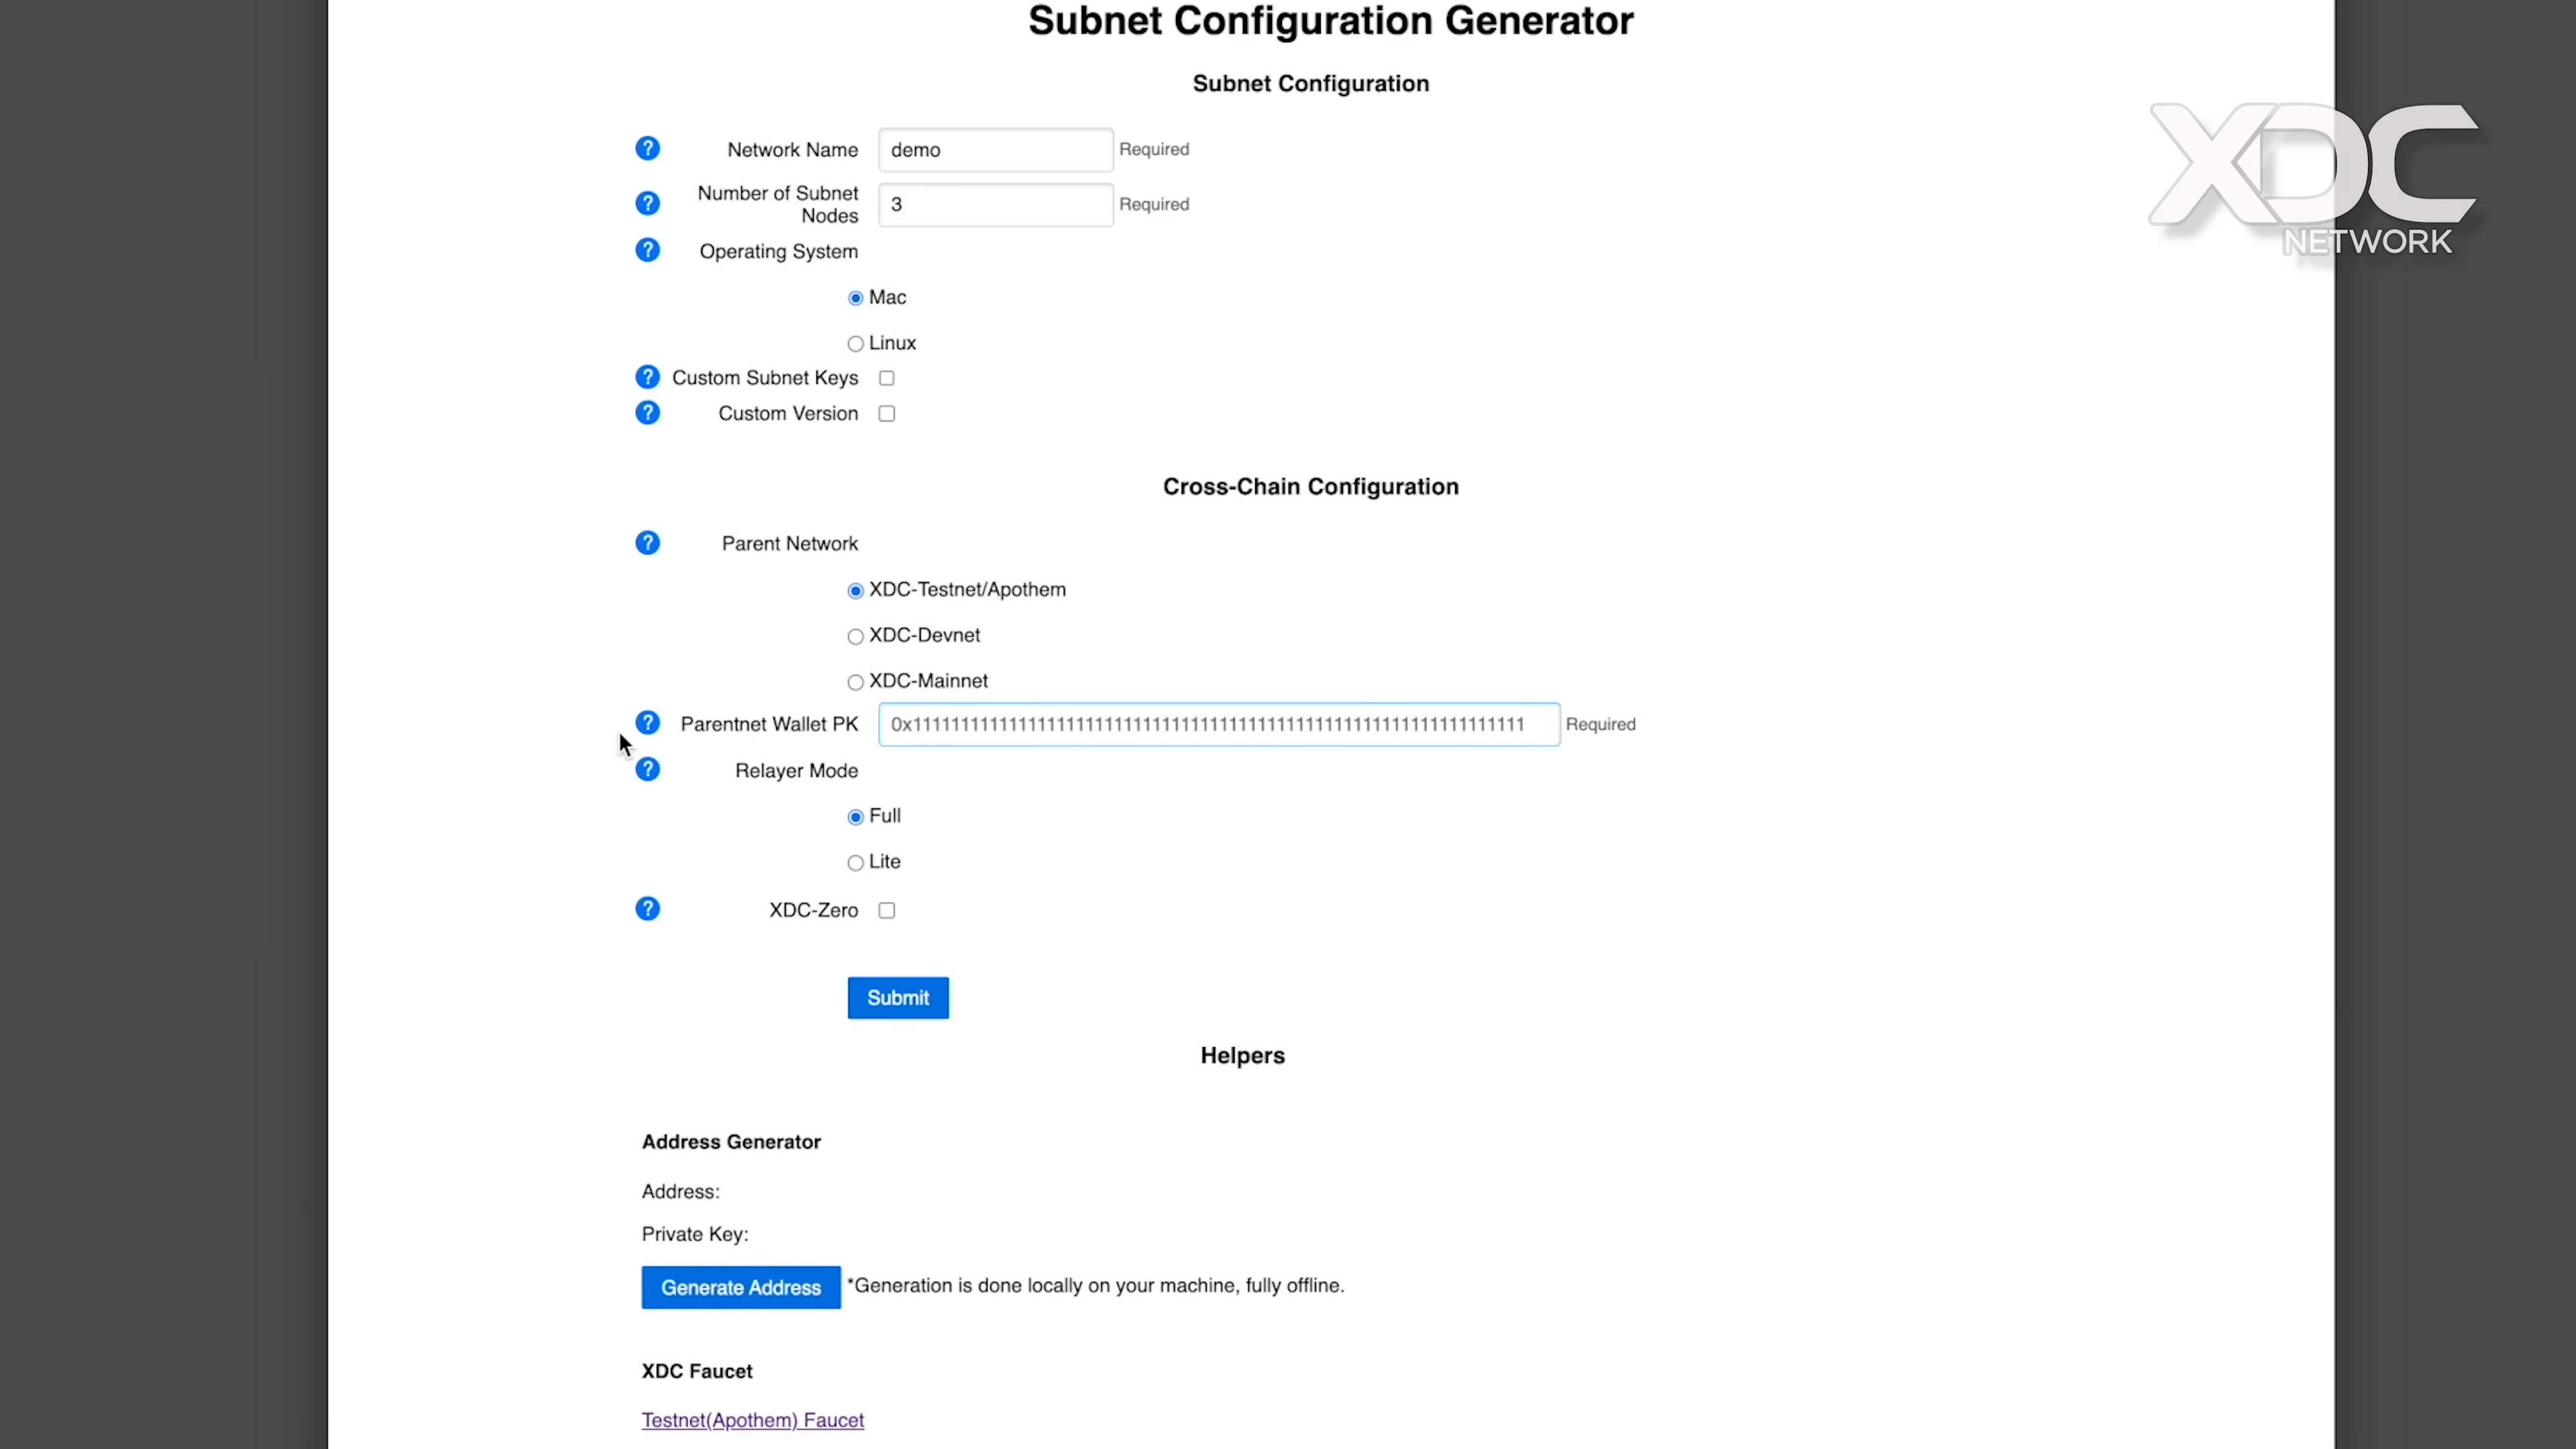 Subnet Configuration Generator
Subnet Configuration
XDC
NETWORK
? Network Name demo Required
? Number of Subnet
Nodes 3 Required
? Operating System
Mac
Linux
? Custom Subnet Keys
? Custom Version
Cross-Chain Configuration
? Parent Network
XDC-Testnet/Apothem
XDC-Devnet
XDC-Mainnet
? Parentnet Wallet PK 0x1111111111111111111111111111111111111111111111111111111111111111 Required
? Relayer Mode
Full
Lite
? XDC-Zero
Submit
Helpers
Address Generator
Address:
Private Key:
Generate Address *Generation is done locally on your machine, fully offline.
XDC Faucet
Testnet(Apothem) Faucet